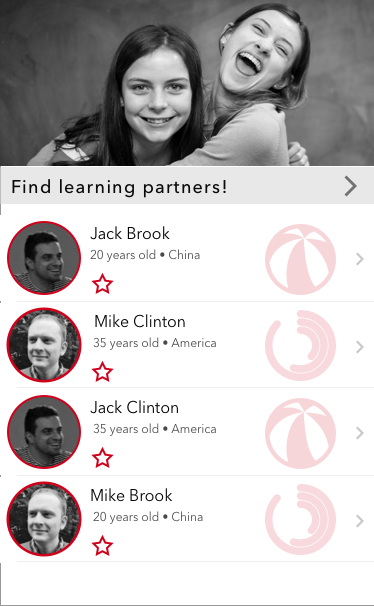 Find learning partners!
Jack Brook
20 years old • China
Mike Clinton
35 years old • America
Jack Clinton
35 years old • America
Mike Brook
20 years old • China